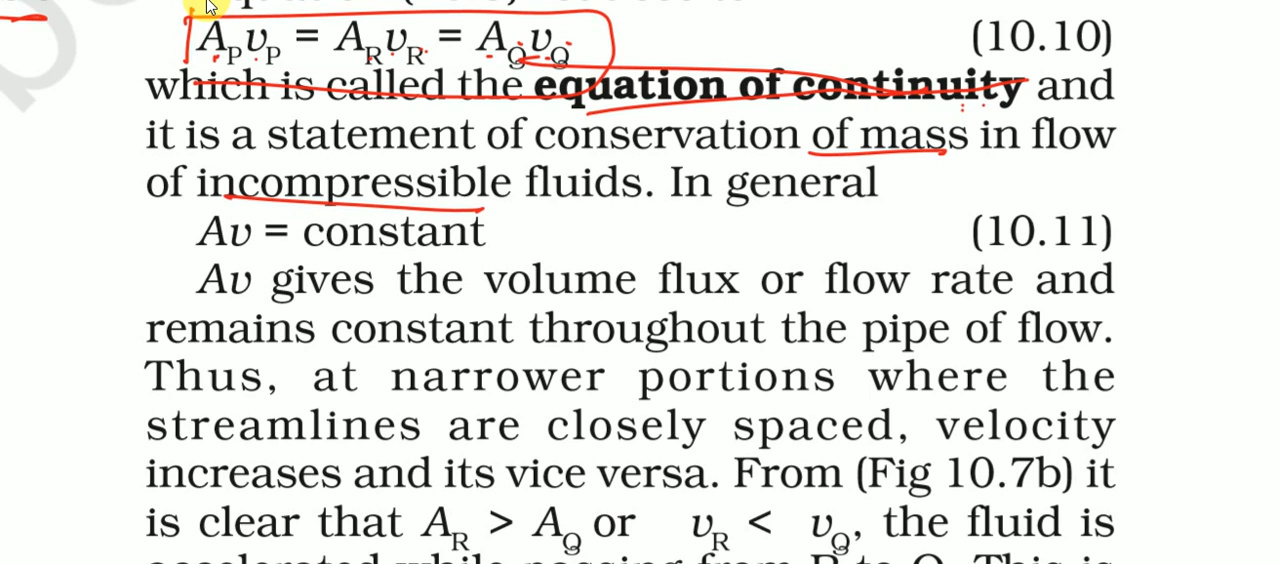 A_P v_P = A_R v_R = A_Q v_Q (10.10)
which is called the equation of continuity and
it is a statement of conservation of mass in flow
of incompressible fluids. In general
Av = constant (10.11)
Av gives the volume flux or flow rate and
remains constant throughout the pipe of flow.
Thus, at narrower portions where the
streamlines are closely spaced, velocity
increases and its vice versa. From (Fig 10.7b) it
is clear that A_R > A_Q or v_R < v_Q, the fluid is